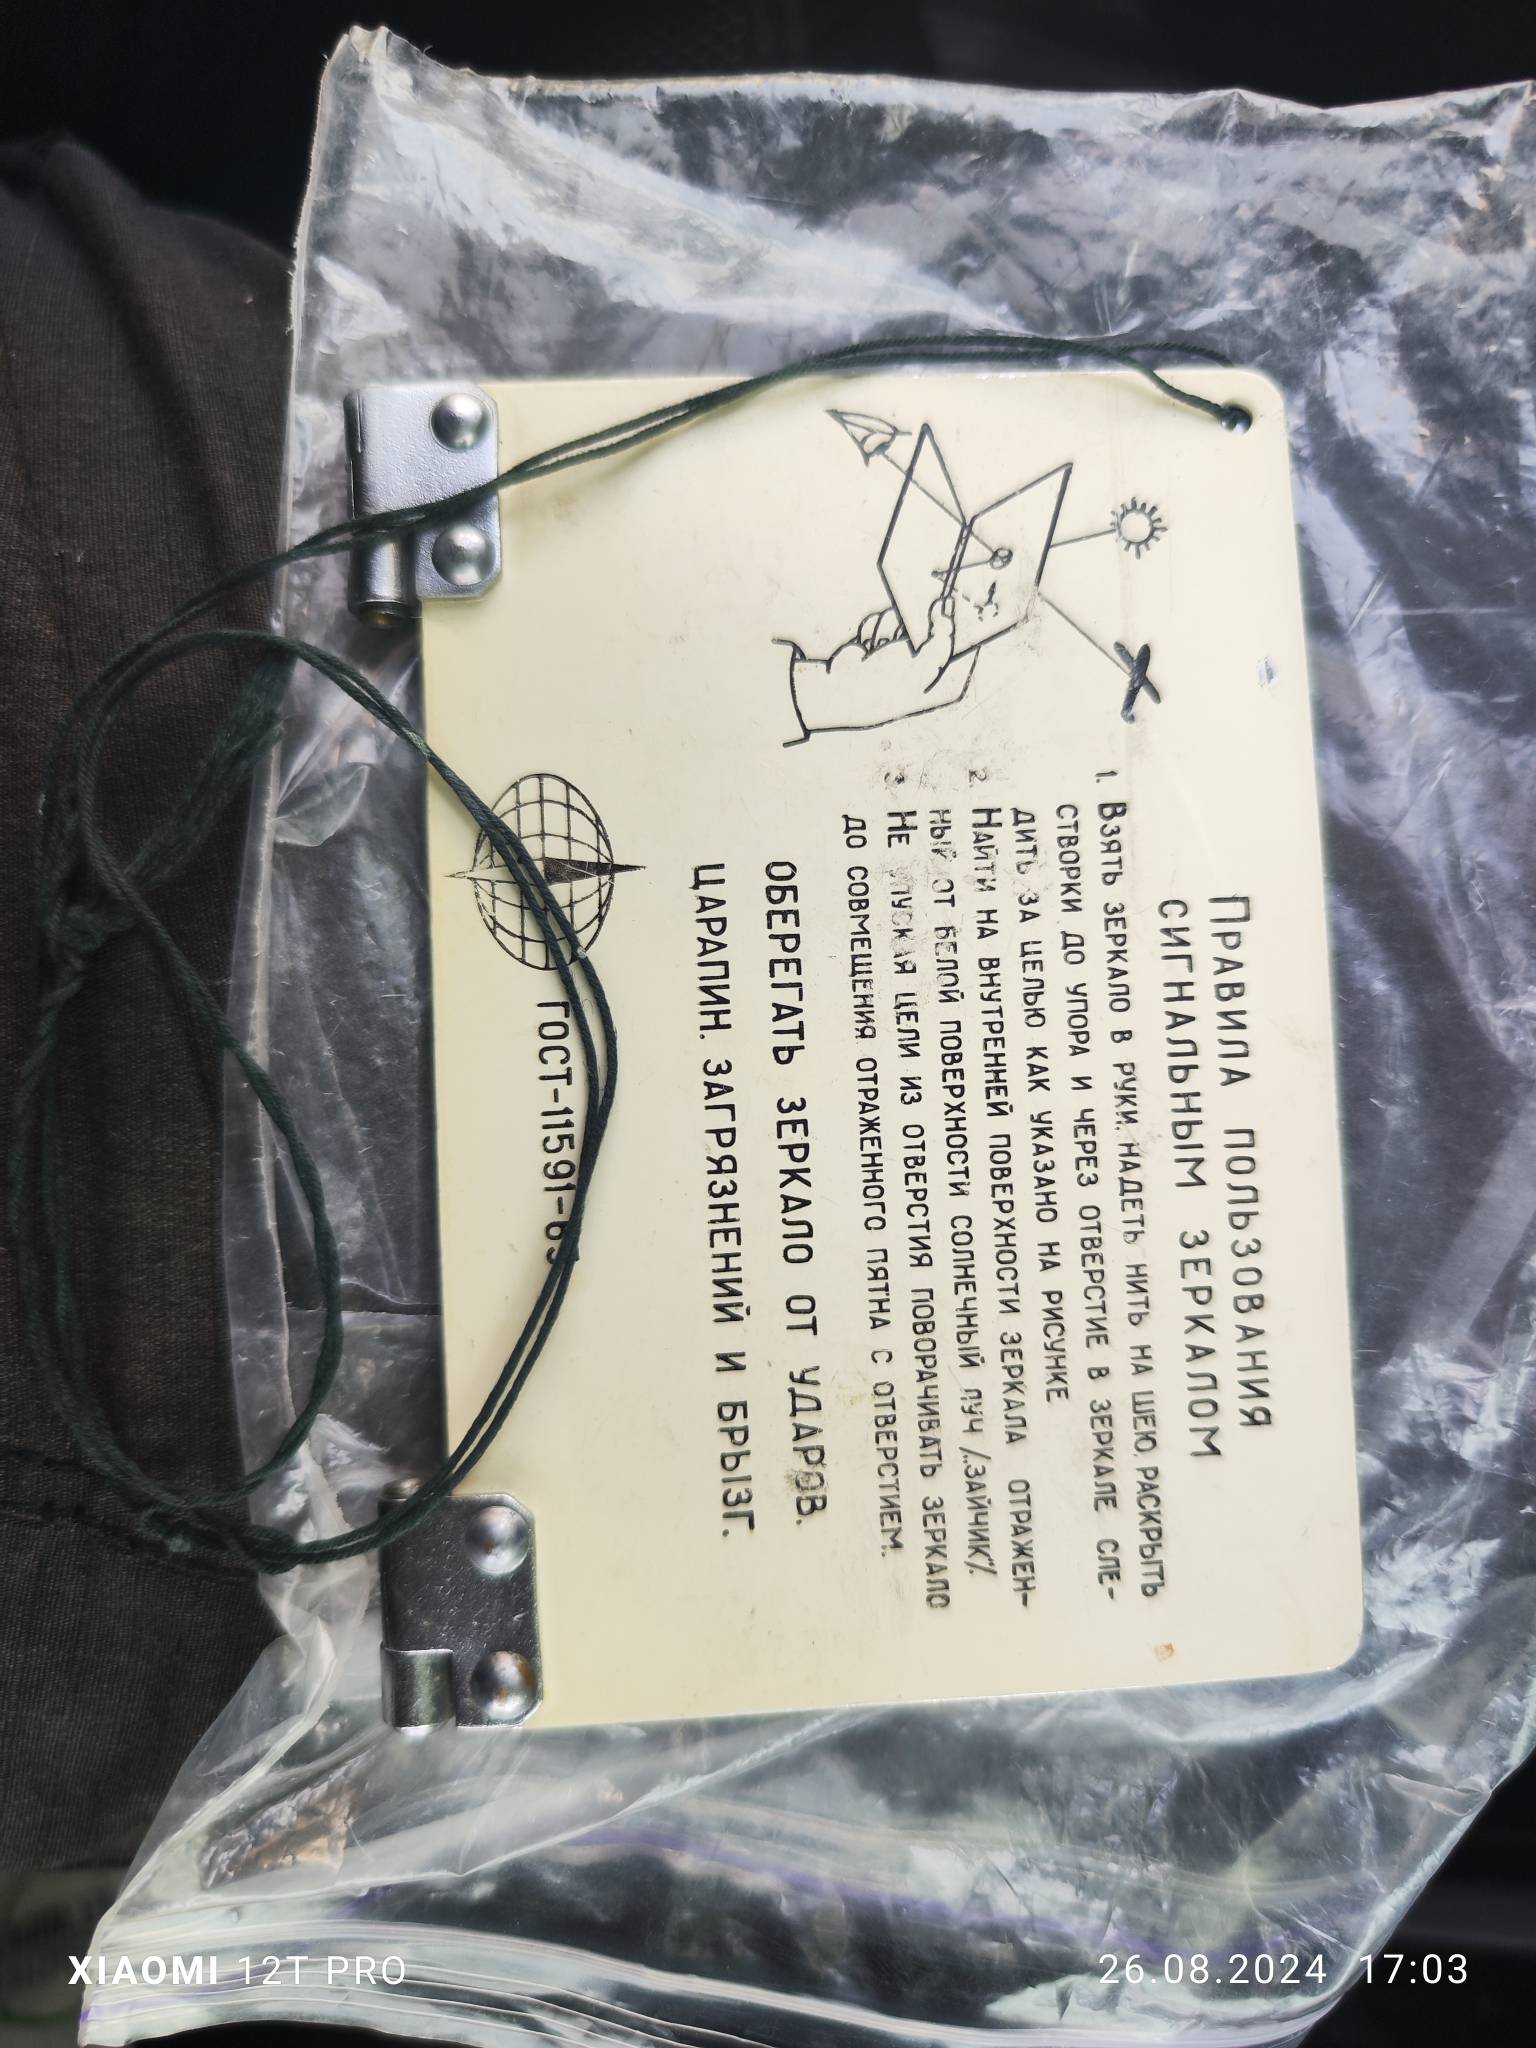 Правила пользования
сигнальным зеркалом
1. Взять зеркало в руки, надеть нить на шею, раскрыть
створки до упора и через отверстие в зеркале сле-
дить за целью как указано на рисунке
2 Найти на внутренней поверхности зеркала отражен-
ный от белой поверхности солнечный луч /„зайчик"/.
3 Не упуская цели из отверстия поворачивать зеркало
до совмещения отраженного пятна с отверстием.
ОБЕРЕГАТЬ ЗЕРКАЛО ОТ УДАРОВ.
ЦАРАПИН. ЗАГРЯЗНЕНИЙ И БРЫЗГ.
ГОСТ-11591-65
XIAOMI 12T PRO
26.08.2024 17:03